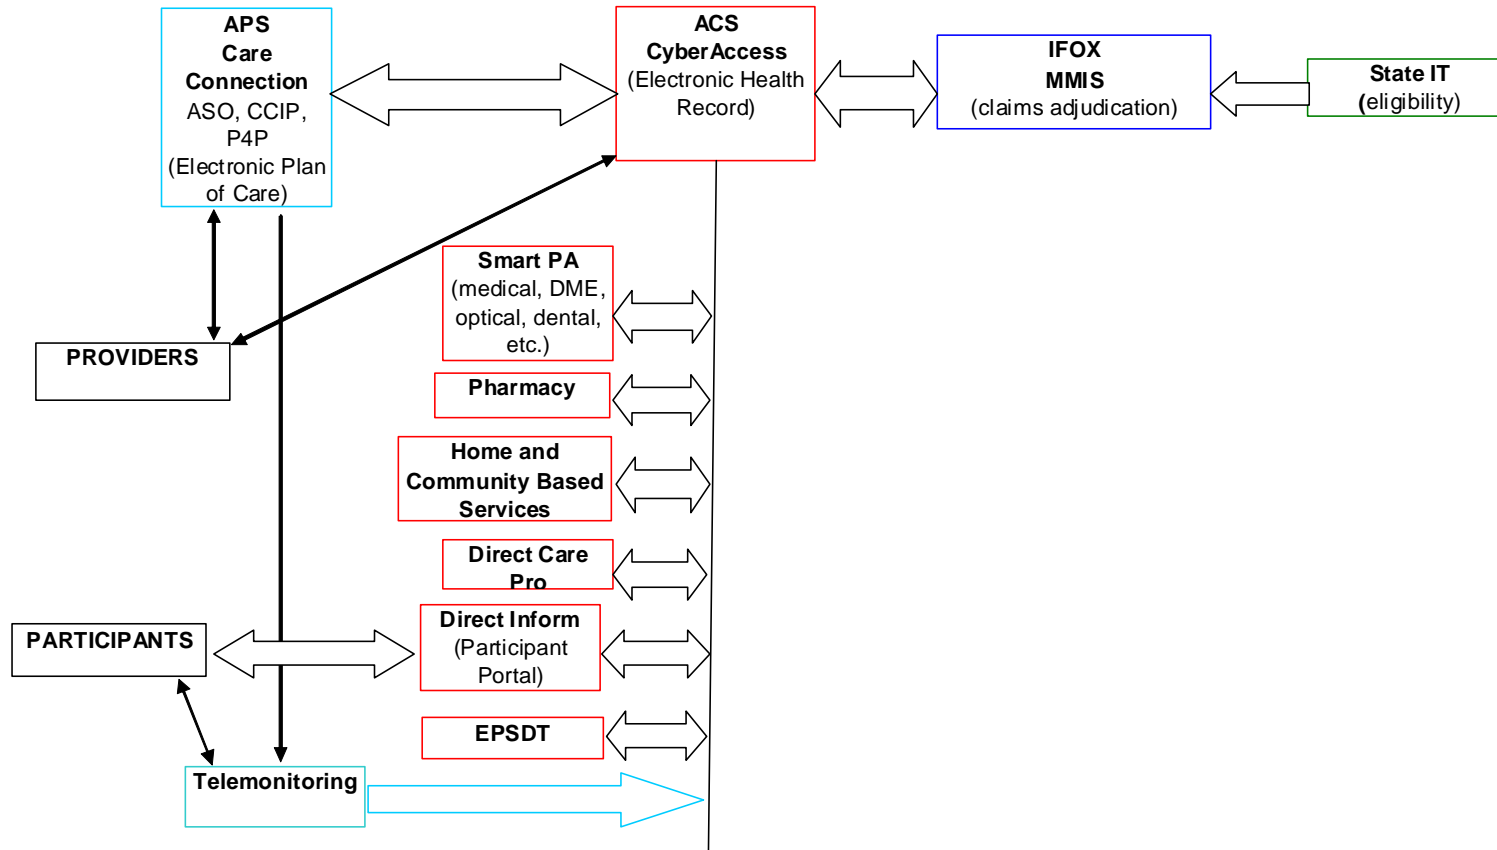 APS
Care
Connection
ASO, CCIP,
P4P
(Electronic Plan
of Care)
ACS
CyberAccess
(Electronic Health
Record)
IFOX
MMIS
(claims adjudication)
State IT
(eligibility)
Smart PA
(medical, DME,
optical, dental,
etc.)
PROVIDERS
Pharmacy
Home and
Community Based
Services
Direct Care
Pro
PARTICIPANTS
Direct Inform
(Participant
Portal)
EPSDT
Telemonitoring